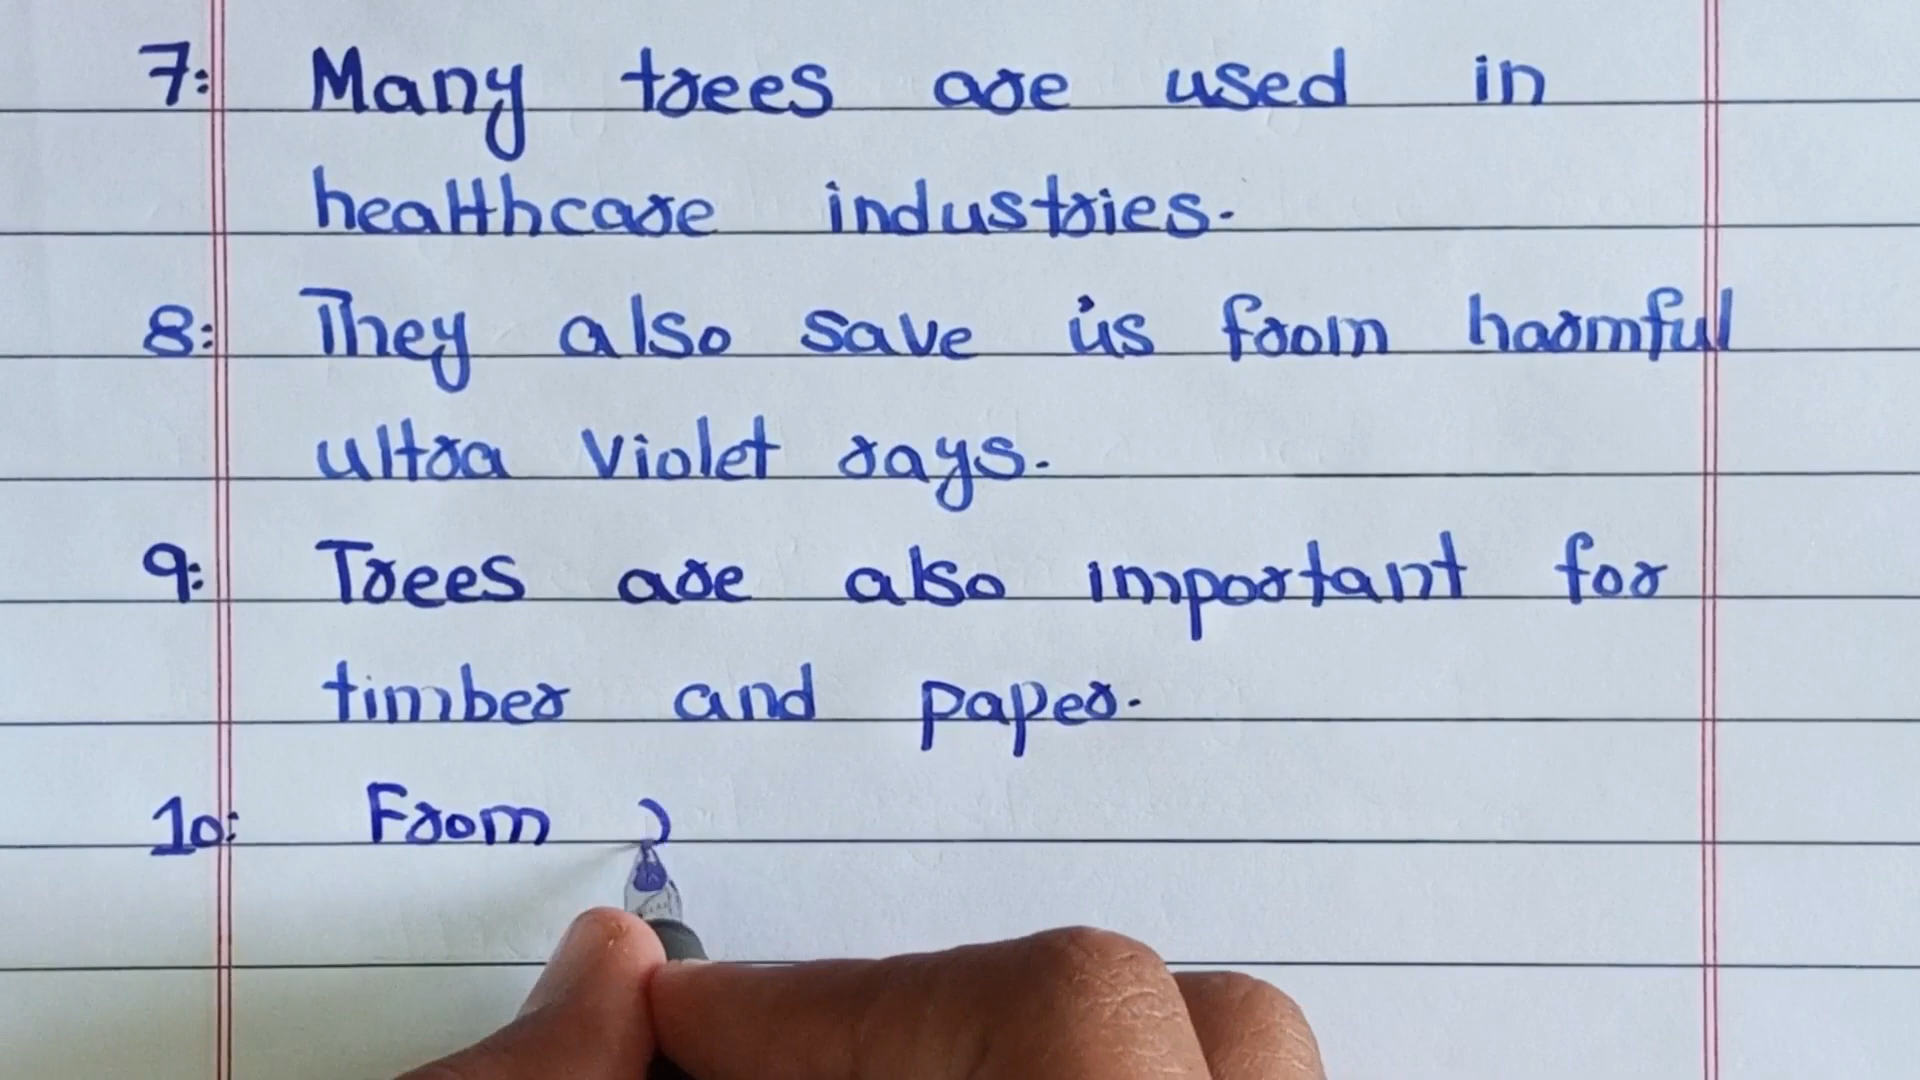 7: Many trees are used in
healthcare industries.
8: They also save us from harmful
ultra violet rays.
9: Trees are also important for
timber and paper.
10: From